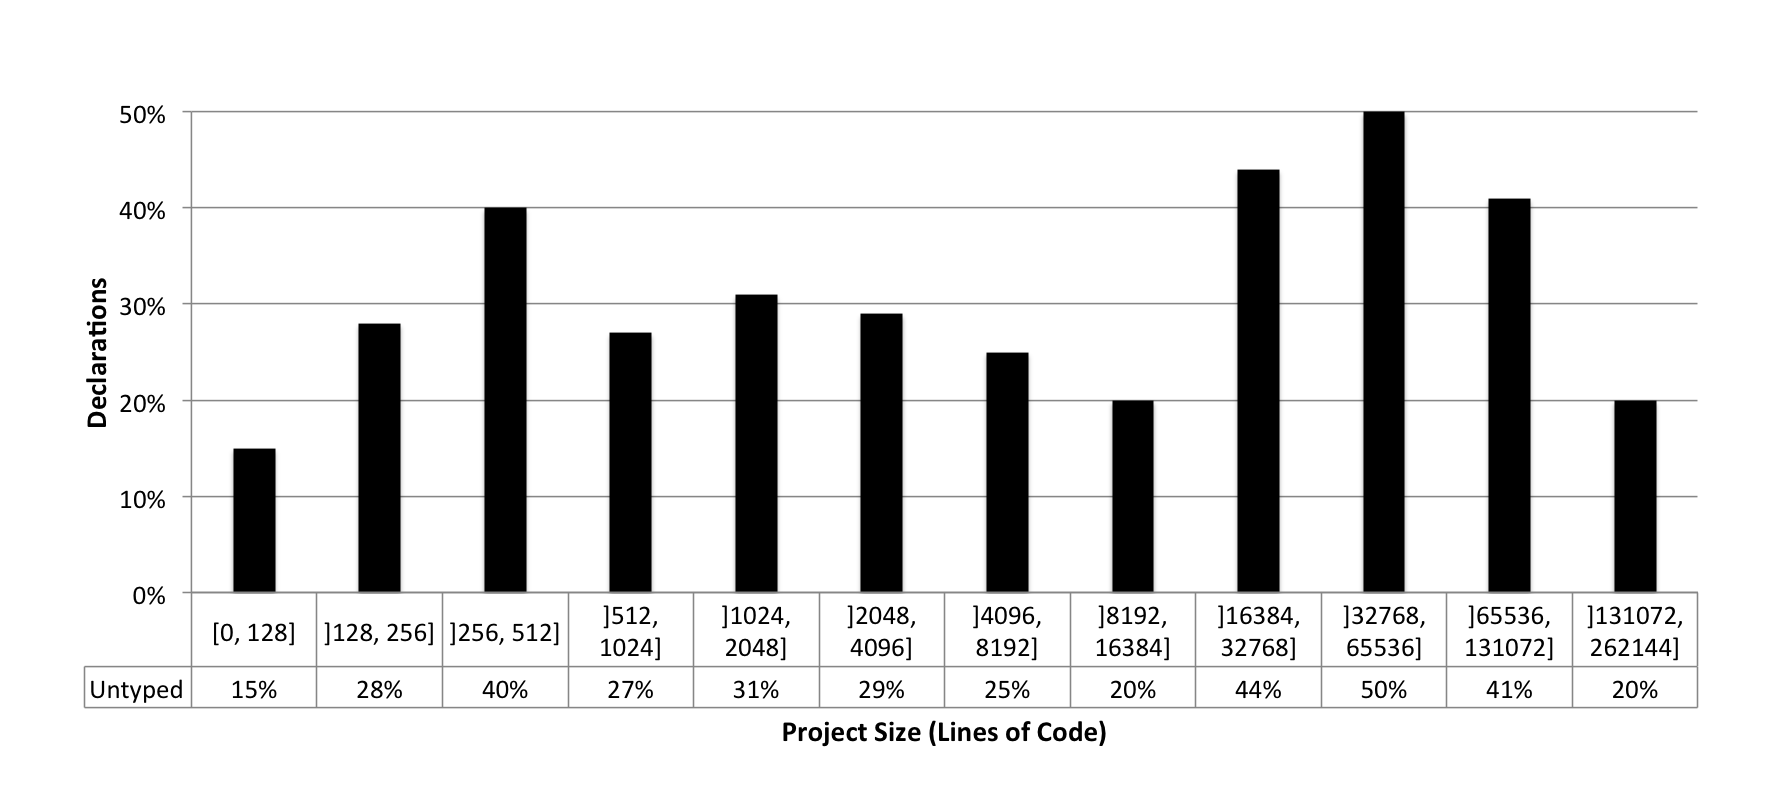 50%
40%
30%
20%
10%
0%
Declarations
[0, 128] ]128, 256] ]256, 512] ]512, 1024] ]1024, 2048] ]2048, 4096] ]4096, 8192] ]8192, 16384] ]16384, 32768] ]32768, 65536] ]65536, 131072] ]131072, 262144]
Untyped 15% 28% 40% 27% 31% 29% 25% 20% 44% 50% 41% 20%
Project Size (Lines of Code)